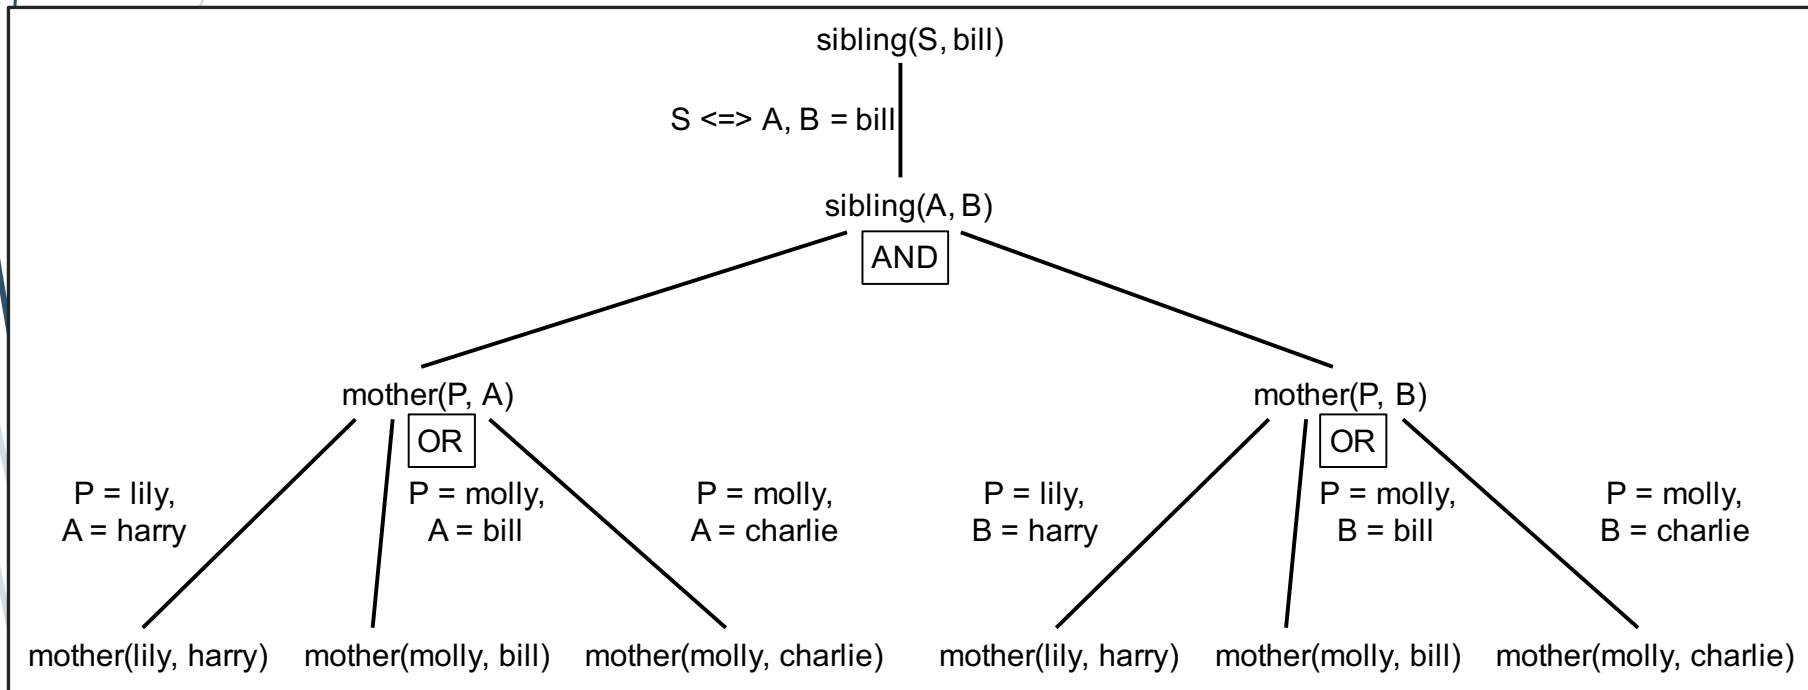 sibling(S, bill)
S <=> A, B = bill
sibling(A, B)
AND
mother(P, A)
mother(P, B)
OR
OR
P = lily,
A = harry
P = molly,
A = bill
P = molly,
A = charlie
P = lily,
B = harry
P = molly,
B = bill
P = molly,
B = charlie
mother(lily, harry)
mother(molly, bill)
mother(molly, charlie)
mother(lily, harry)
mother(molly, bill)
mother(molly, charlie)